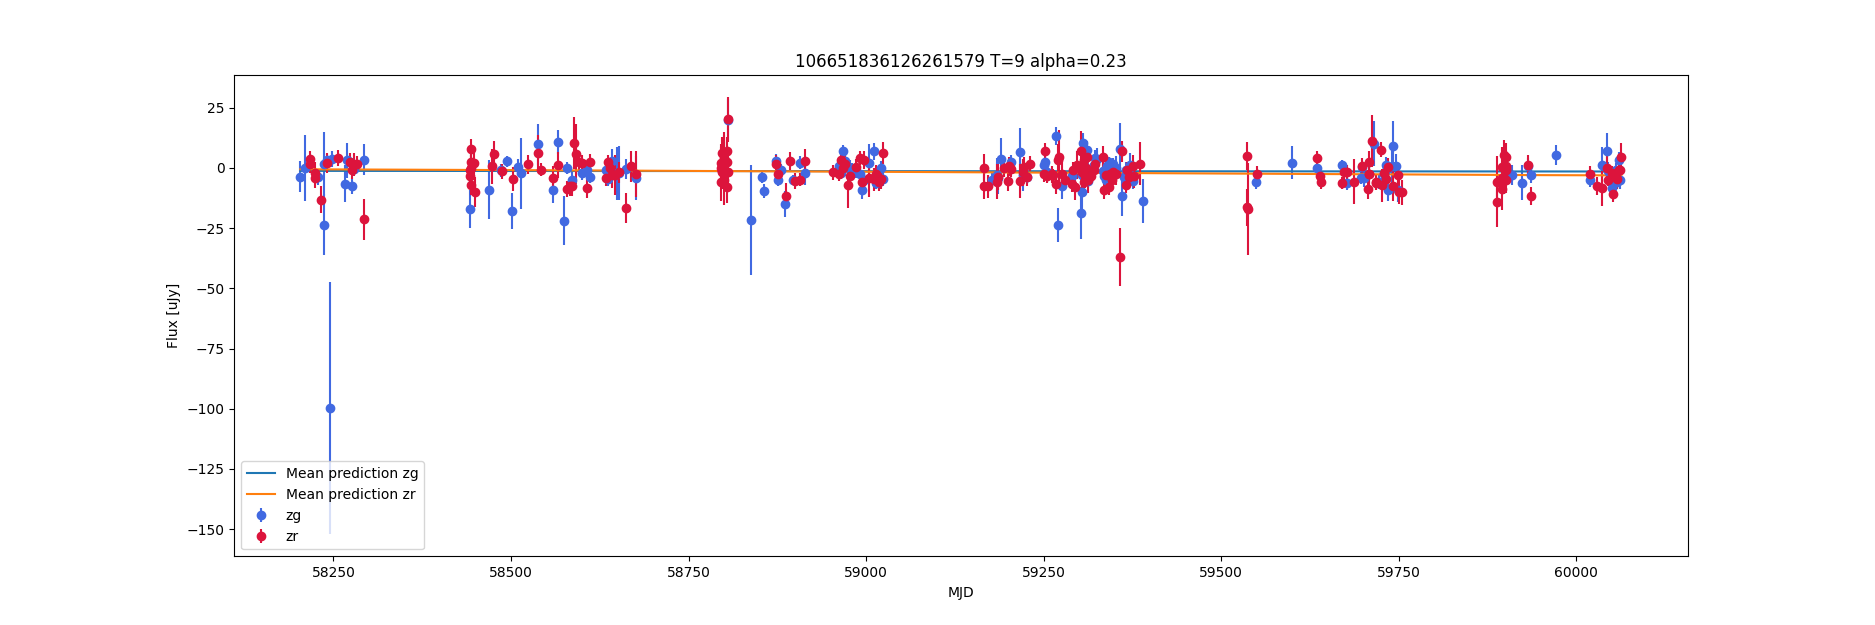 106651836126261579 T=9 alpha=0.23
25
0
−25
−50
−75
−100
−125
−150
Flux [uJy]
Mean prediction zg
Mean prediction zr
zg
zr
58250 58500 58750 59000 59250 59500 59750 60000
MJD